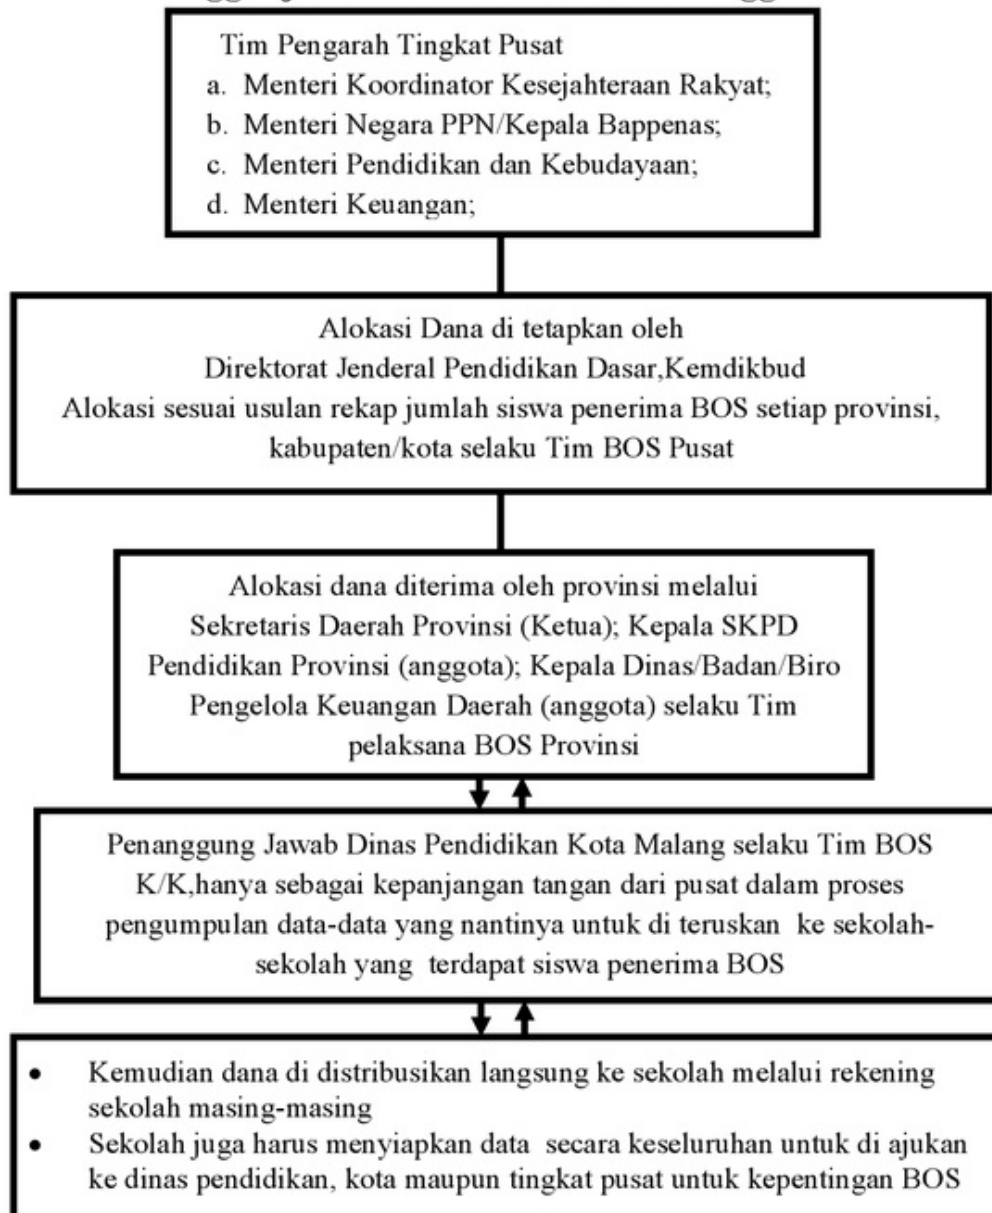 Tim Pengarah Tingkat Pusat
a. Menteri Koordinator Kesejahteraan Rakyat;
b. Menteri Negara PPN/Kepala Bappenas;
c. Menteri Pendidikan dan Kebudayaan;
d. Menteri Keuangan;
Alokasi Dana di tetapkan oleh
Direktorat Jenderal Pendidikan Dasar,Kemdikbud
Alokasi sesuai usulan rekap jumlah siswa penerima BOS setiap provinsi,
kabupaten/kota selaku Tim BOS Pusat
Alokasi dana diterima oleh provinsi melalui
Sekretaris Daerah Provinsi (Ketua); Kepala SKPD
Pendidikan Provinsi (anggota); Kepala Dinas/Badan/Biro
Pengelola Keuangan Daerah (anggota) selaku Tim
pelaksana BOS Provinsi
Penanggung Jawab Dinas Pendidikan Kota Malang selaku Tim BOS
K/K,hanya sebagai kepanjangan tangan dari pusat dalam proses
pengumpulan data-data yang nantinya untuk di teruskan ke sekolah-
sekolah yang terdapat siswa penerima BOS
• Kemudian dana di distribusikan langsung ke sekolah melalui rekening
sekolah masing-masing
• Sekolah juga harus menyiapkan data secara keseluruhan untuk di ajukan
ke dinas pendidikan, kota maupun tingkat pusat untuk kepentingan BOS